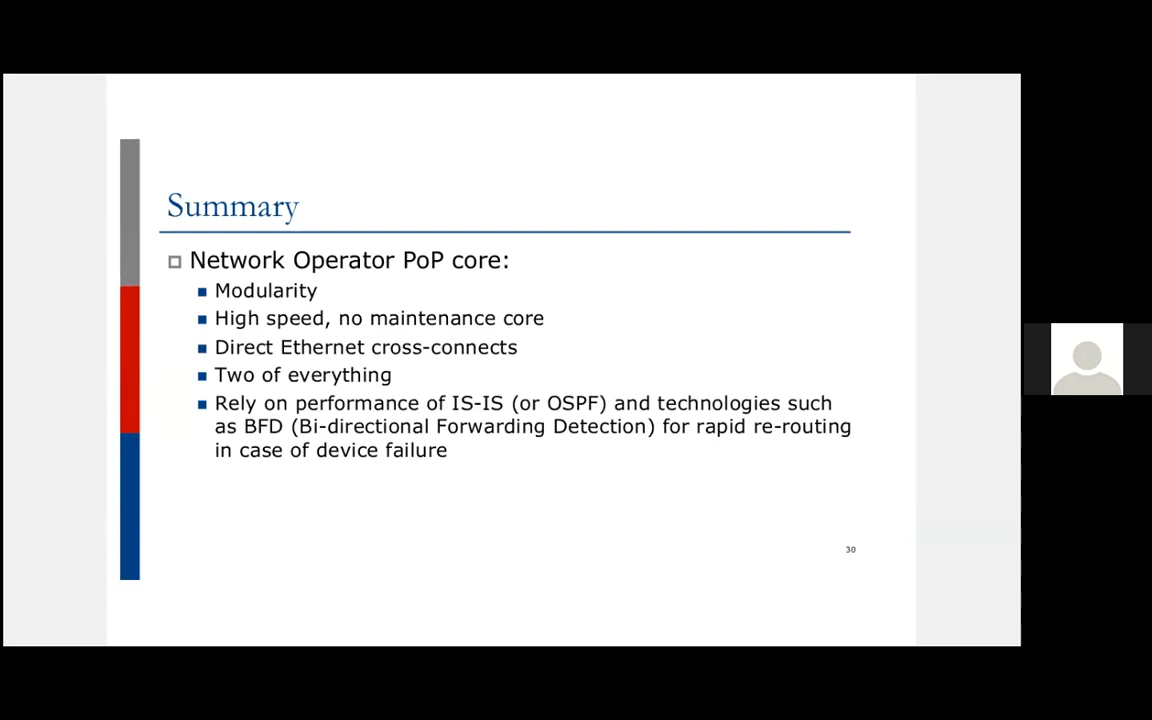 Summary
Network Operator PoP core:
Modularity
High speed, no maintenance core
Direct Ethernet cross-connects
Two of everything
Rely on performance of IS-IS (or OSPF) and technologies such
as BFD (Bi-directional Forwarding Detection) for rapid re-routing
in case of device failure
30